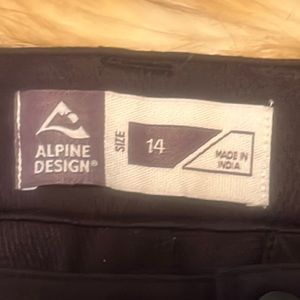 ALPINE
DESIGN®
SIZE
14
MADE IN
INDIA